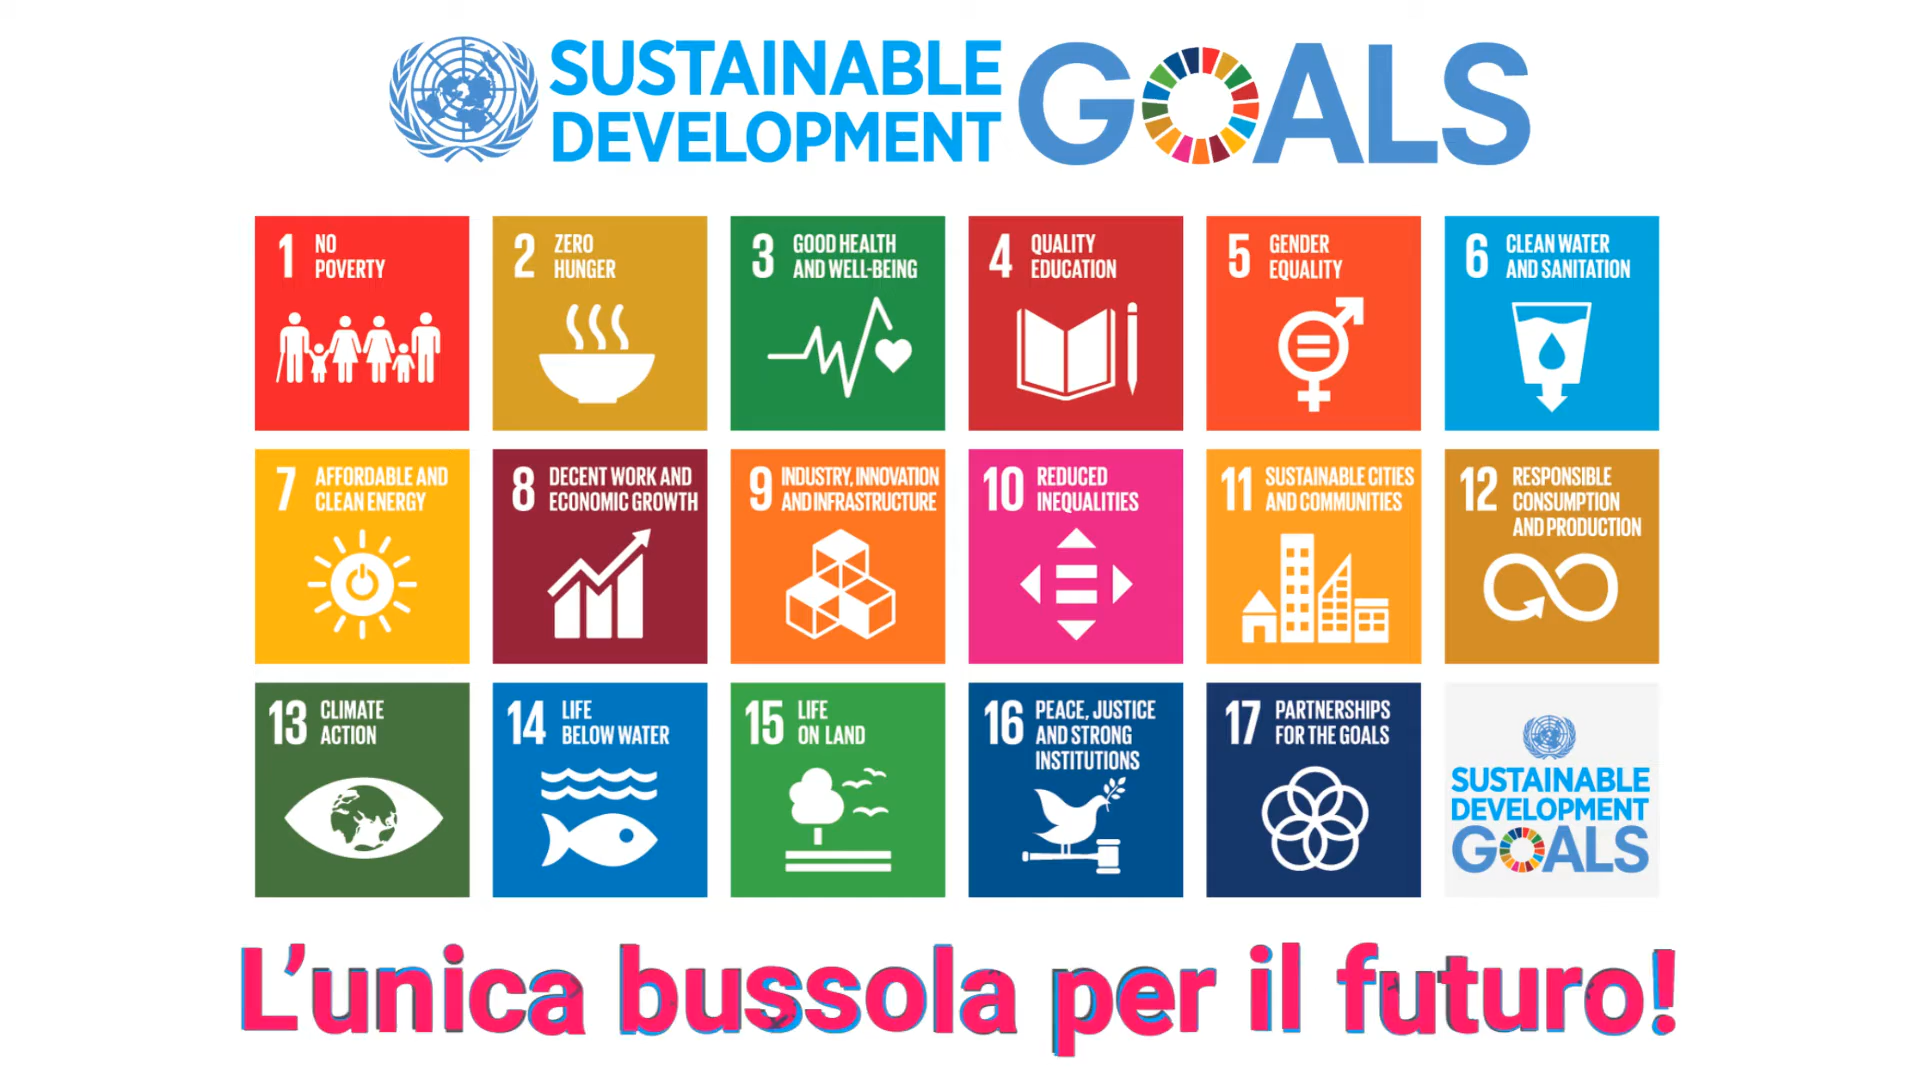 SUSTAINABLE
DEVELOPMENT
GOALS
1 NO
POVERTY
2 ZERO
HUNGER
3 GOOD HEALTH
AND WELL-BEING
4 QUALITY
EDUCATION
5 GENDER
EQUALITY
6 CLEAN WATER
AND SANITATION
7 AFFORDABLE AND
CLEAN ENERGY
8 DECENT WORK AND
ECONOMIC GROWTH
9 INDUSTRY, INNOVATION
AND INFRASTRUCTURE
10 REDUCED
INEQUALITIES
11 SUSTAINABLE CITIES
AND COMMUNITIES
12 RESPONSIBLE
CONSUMPTION
AND PRODUCTION
13 CLIMATE
ACTION
14 LIFE
BELOW WATER
15 LIFE
ON LAND
16 PEACE, JUSTICE
AND STRONG
INSTITUTIONS
17 PARTNERSHIPS
FOR THE GOALS
SUSTAINABLE
DEVELOPMENT
GOALS
L’unica bussola per il futuro!